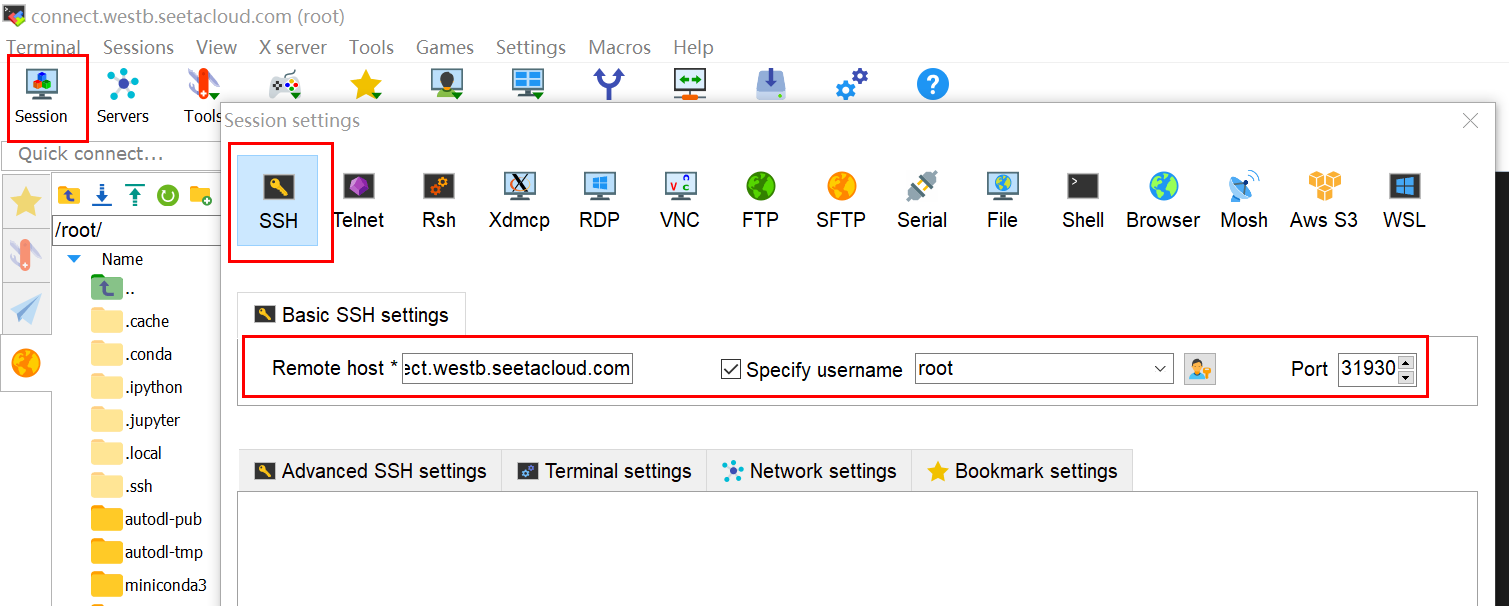 connect.westb.seetacloud.com (root)
Terminal Sessions View X server Tools Games Settings Macros Help
Session Servers Tools
Session settings
Quick connect...
SSH Telnet Rsh Xdmcp RDP VNC FTP SFTP Serial File Shell Browser Mosh Aws S3 WSL
/root/
Name
..
.cache
.conda
.ipython
.jupyter
.local
.ssh
autodl-pub
autodl-tmp
miniconda3
Basic SSH settings
Remote host * ect.westb.seetacloud.com Specify username root Port 31930
Advanced SSH settings Terminal settings Network settings Bookmark settings